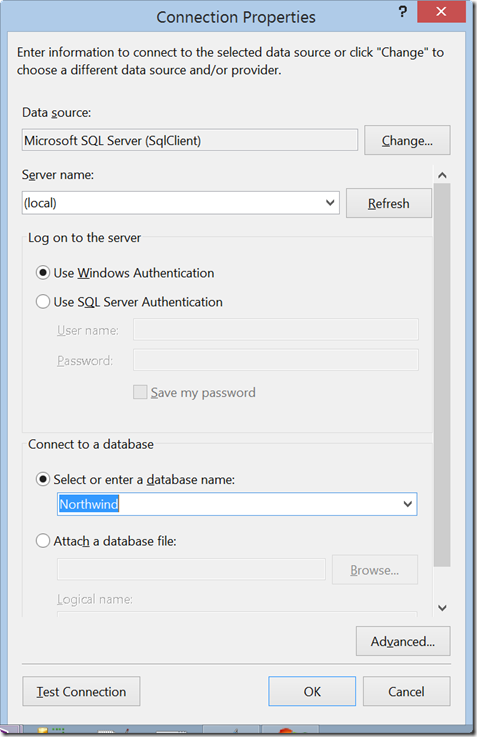 Connection Properties
?
Enter information to connect to the selected data source or click "Change" to
choose a different data source and/or provider.
Data source:
Microsoft SQL Server (SqlClient)
Change...
Server name:
(local)
Refresh
Log on to the server
Use Windows Authentication
Use SQL Server Authentication
User name:
Password:
Save my password
Connect to a database
Select or enter a database name:
Northwind
Attach a database file:
Browse...
Logical name:
Advanced...
Test Connection
OK
Cancel